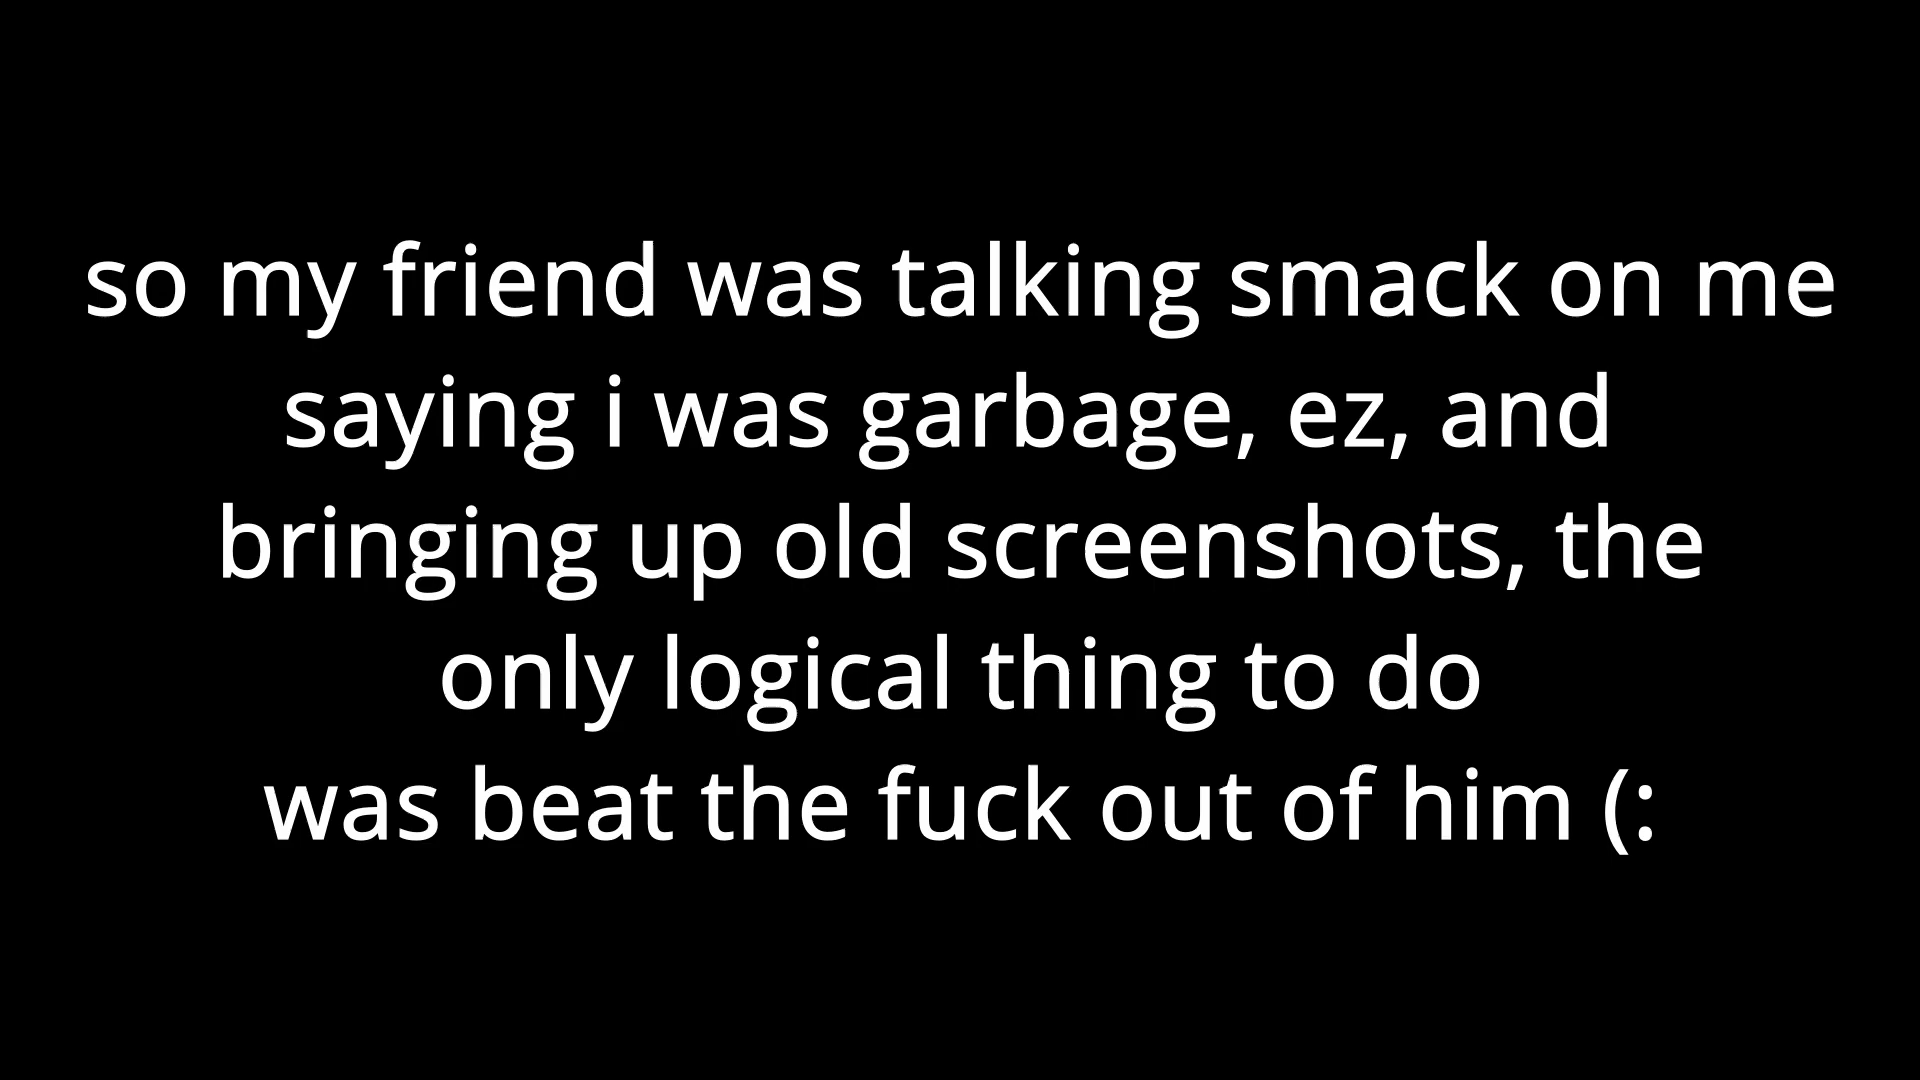 so my friend was talking smack on me
saying i was garbage, ez, and
bringing up old screenshots, the
only logical thing to do
was beat the fuck out of him (: